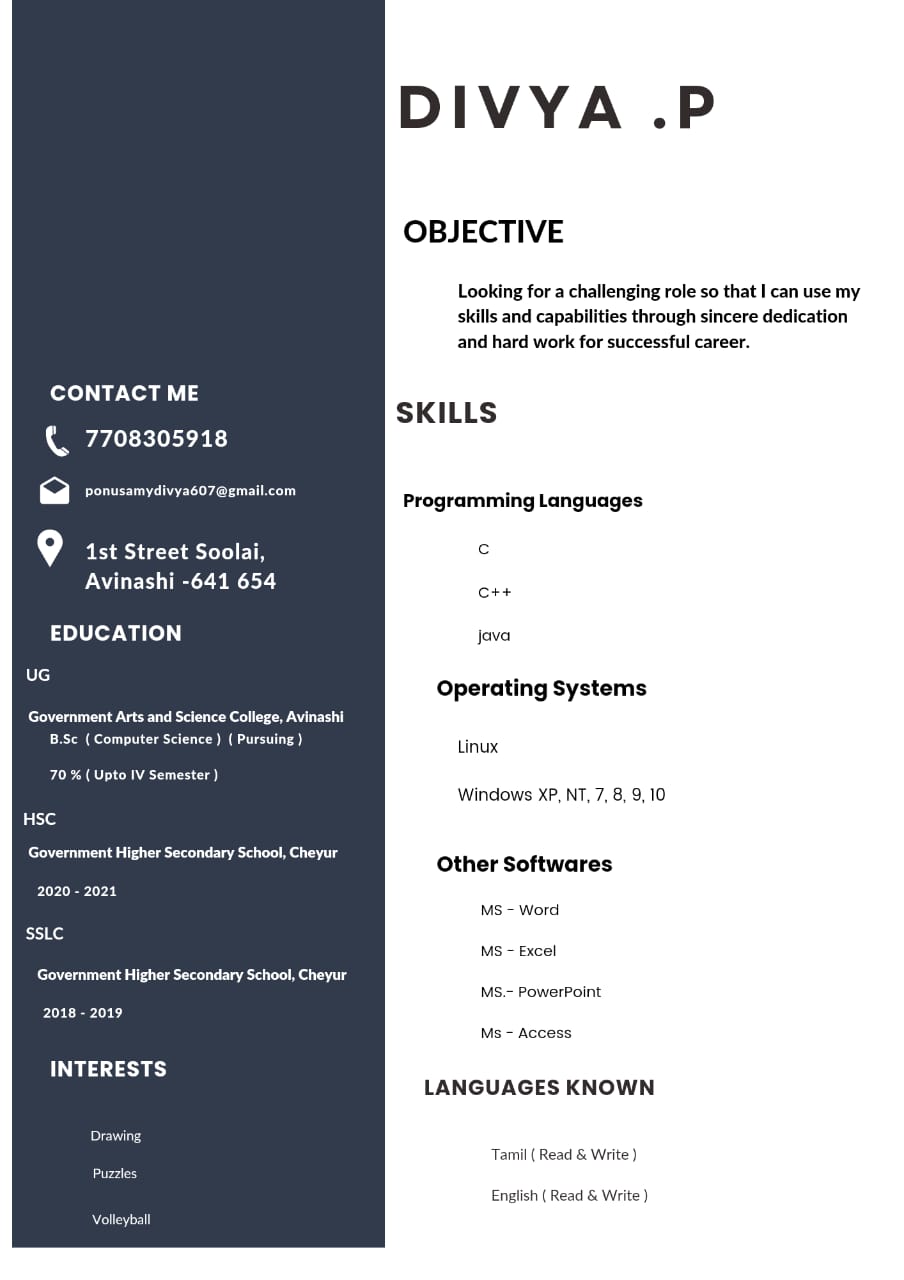 DIVYA .P
OBJECTIVE
Looking for a challenging role so that I can use my
skills and capabilities through sincere dedication
and hard work for successful career.
CONTACT ME
7708305918
ponusamydivya607@gmail.com
1st Street Soolai,
Avinashi -641 654
EDUCATION
UG
Government Arts and Science College, Avinashi
B.Sc ( Computer Science ) ( Pursuing )
70 % ( Upto IV Semester )
HSC
Government Higher Secondary School, Cheyur
2020 - 2021
SSLC
Government Higher Secondary School, Cheyur
2018 - 2019
INTERESTS
Drawing
Puzzles
Volleyball
SKILLS
Programming Languages
C
C++
java
Operating Systems
Linux
Windows XP, NT, 7, 8, 9, 10
Other Softwares
MS - Word
MS - Excel
MS.- PowerPoint
Ms - Access
LANGUAGES KNOWN
Tamil ( Read & Write )
English ( Read & Write )